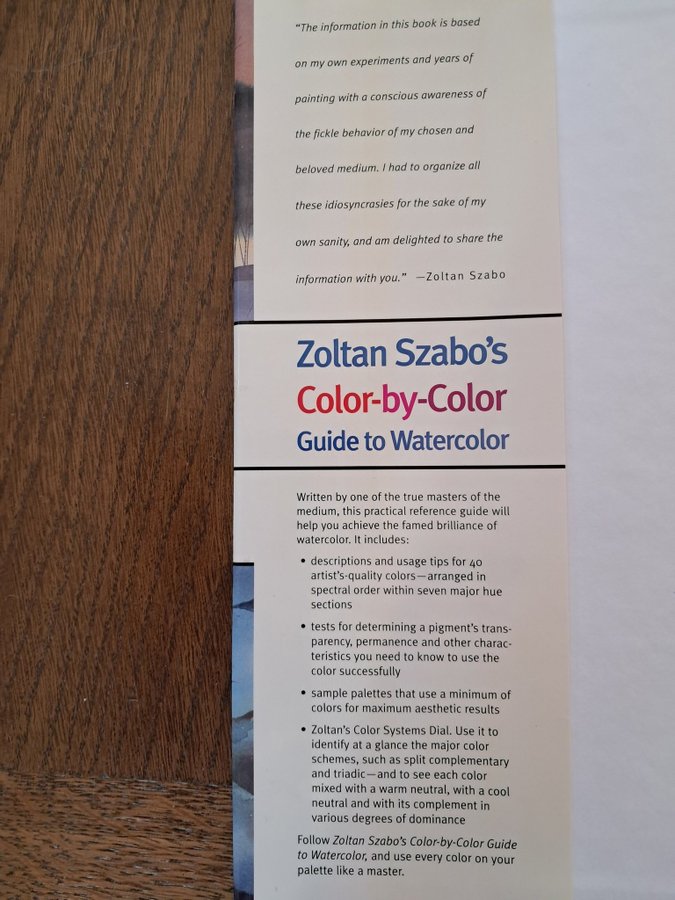 "The information in this book is based
on my own experiments and years of
painting with a conscious awareness of
the fickle behavior of my chosen and
beloved medium. I had to organize all
these idiosyncrasies for the sake of my
own sanity, and am delighted to share the
information with you." —Zoltan Szabo
Zoltan Szabo's
Color-by-Color
Guide to Watercolor
Written by one of the true masters of the
medium, this practical reference guide will
help you achieve the famed brilliance of
watercolor. It includes:
• descriptions and usage tips for 40
artist's-quality colors—arranged in
spectral order within seven major hue
sections
• tests for determining a pigment's trans-
parency, permanence and other charac-
teristics you need to know to use the
color successfully
• sample palettes that use a minimum of
colors for maximum aesthetic results
• Zoltan's Color Systems Dial. Use it to
identify at a glance the major color
schemes, such as split complementary
and triadic—and to see each color
mixed with a warm neutral, with a cool
neutral and with its complement in
various degrees of dominance
Follow Zoltan Szabo's Color-by-Color Guide
to Watercolor, and use every color on your
palette like a master.